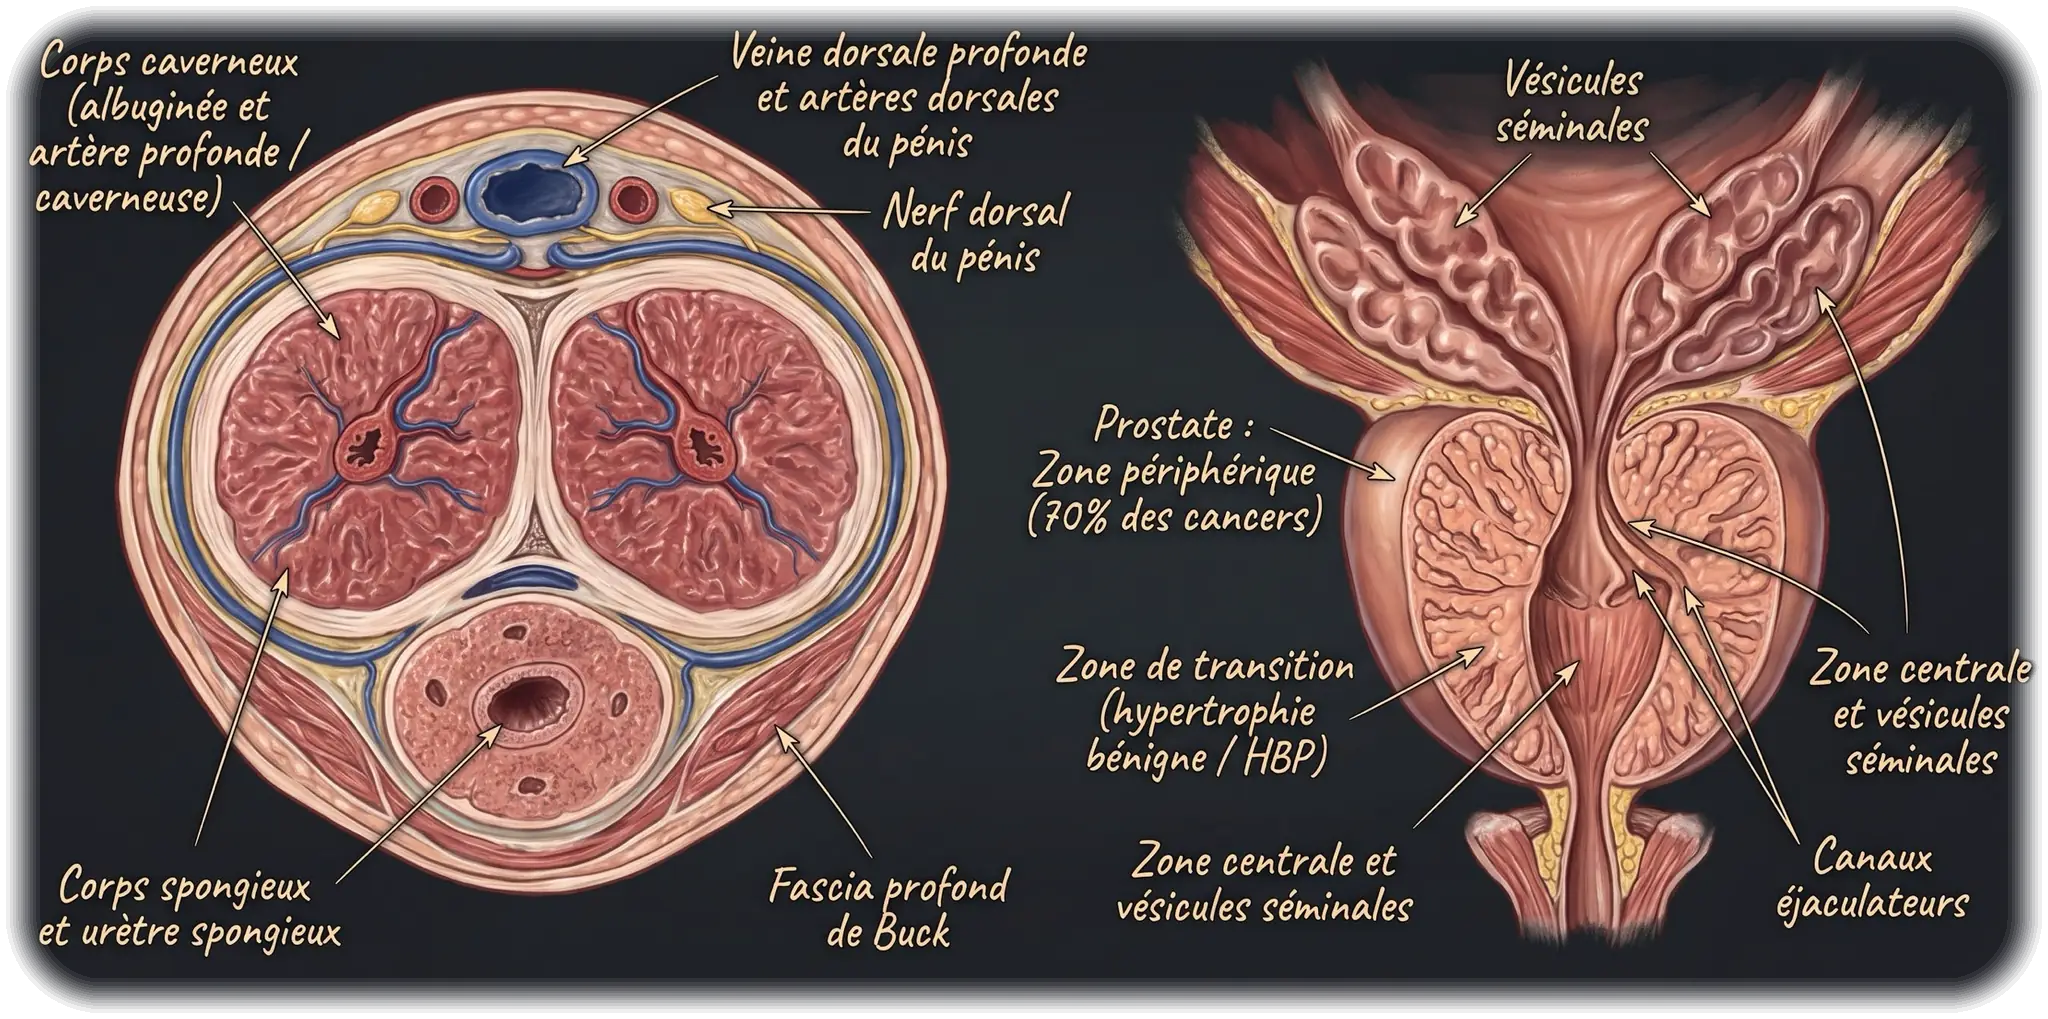 Corps caverneux
(albuginée et
artère profonde /
caverneuse)
Veine dorsale profonde
et artères dorsales
du pénis
Nerf dorsal
du pénis
Corps spongieux
et urètre spongieux
Fascia profond
de Buck
Vésicules
séminales
Prostate :
Zone périphérique
(70% des cancers)
Zone de transition
(hypertrophie
bénigne / HBP)
Zone centrale et
vésicules séminales
Zone centrale
et vésicules
séminales
Canaux
éjaculateurs